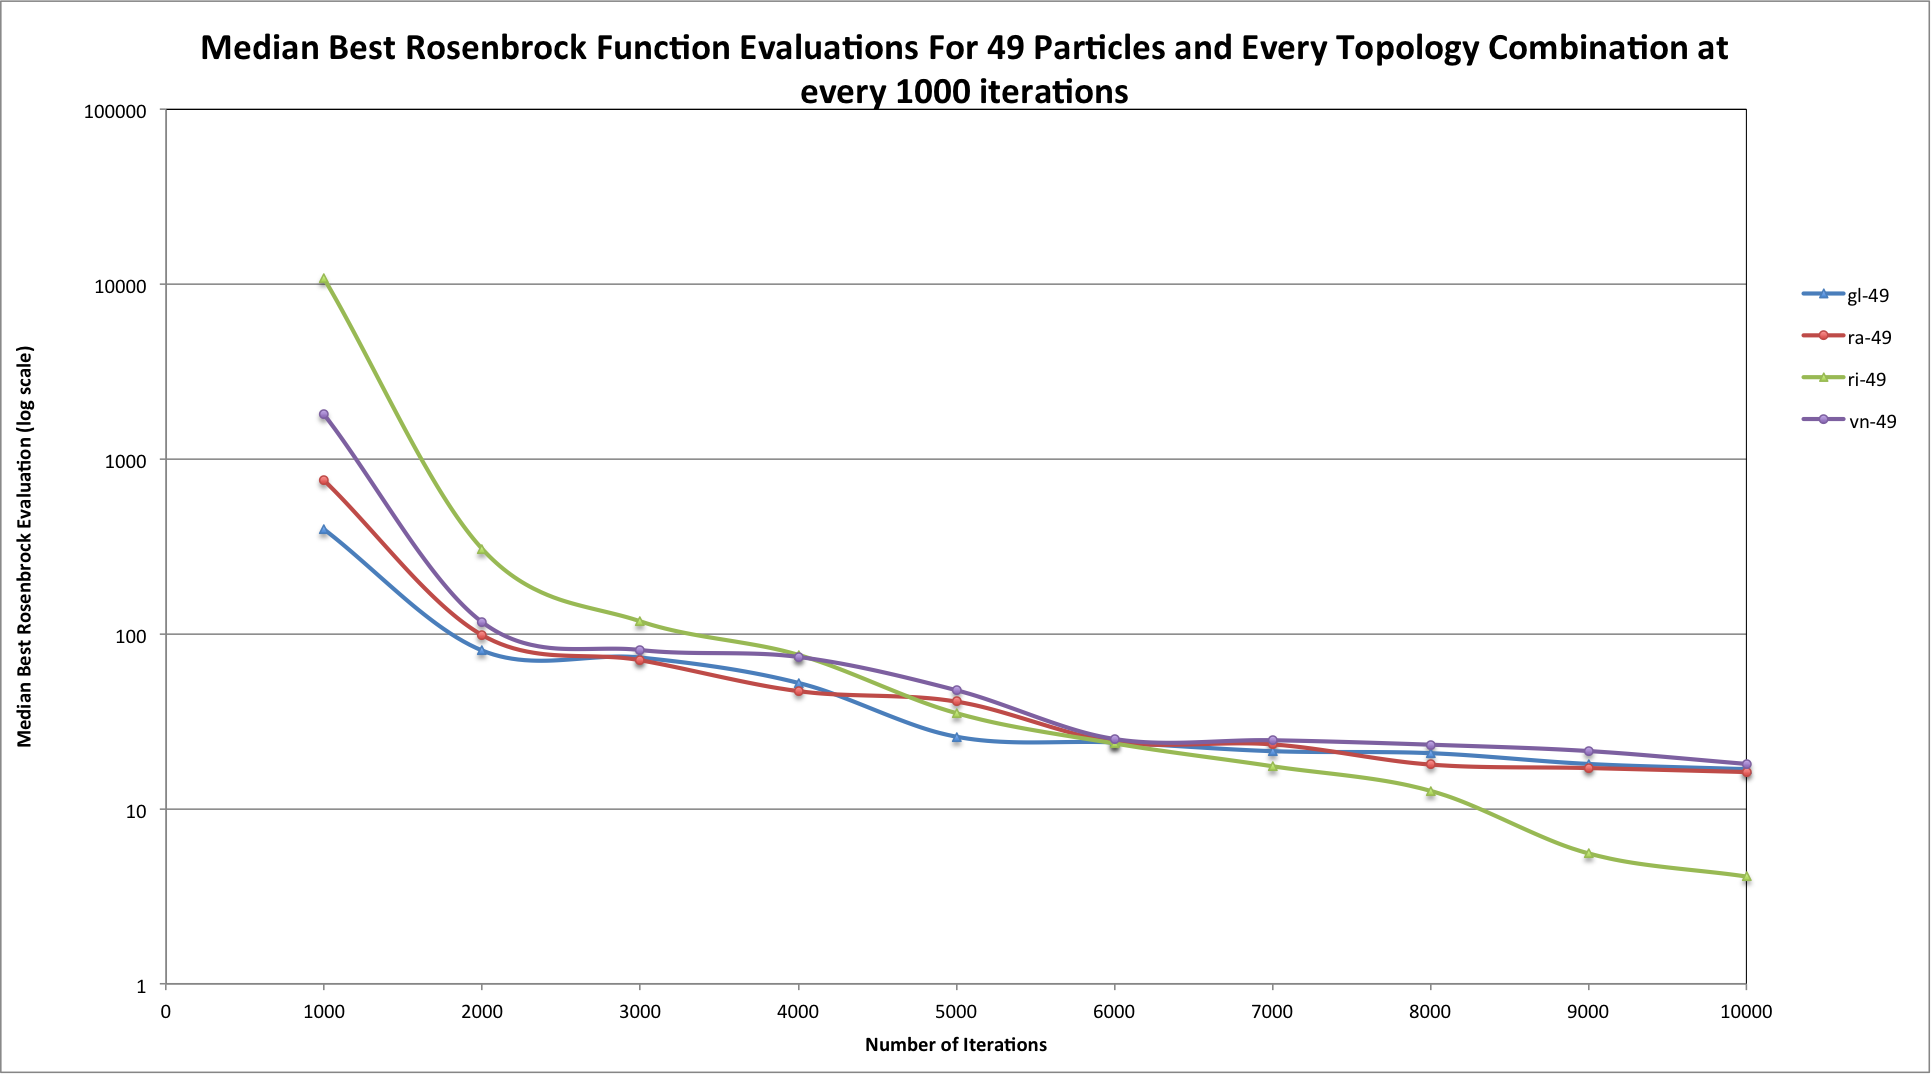 Median Best Rosenbrock Function Evaluations For 49 Particles and Every Topology Combination at
every 1000 iterations
100000
10000
1000
100
10
1
Median Best Rosenbrock Evaluation (log scale)
0 1000 2000 3000 4000 5000 6000 7000 8000 9000 10000
Number of Iterations
gl-49
ra-49
ri-49
vn-49